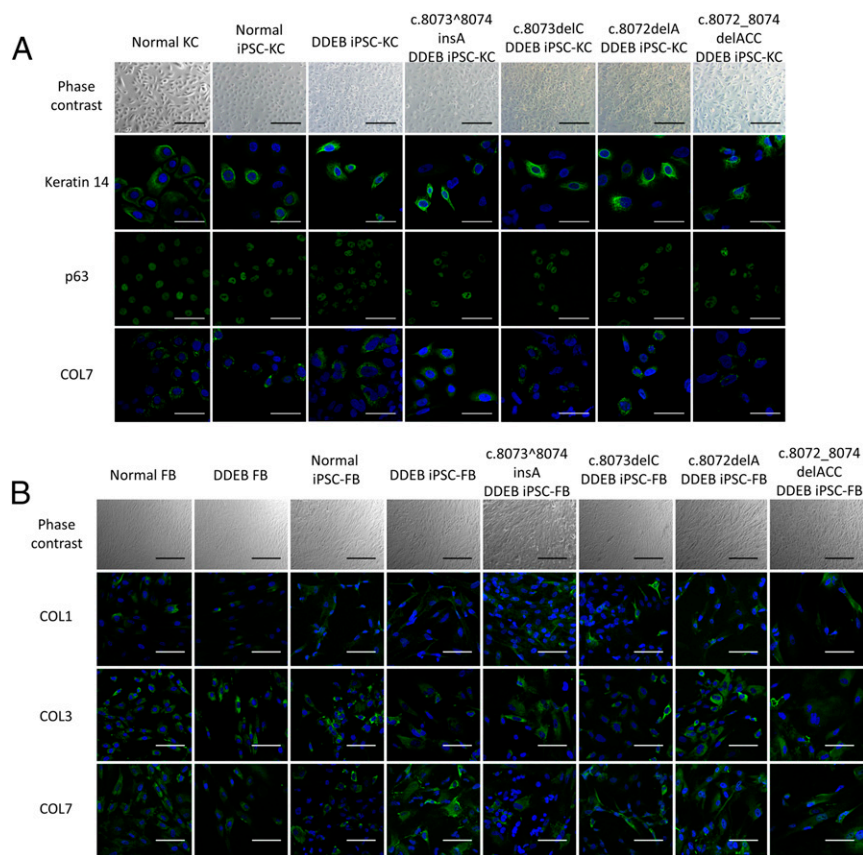 A
Normal KC
Normal
iPSC-KC
DDEB iPSC-KC
c.8073^8074
insA
DDEB iPSC-KC
c.8073delC
DDEB iPSC-KC
c.8072delA
DDEB iPSC-KC
c.8072_8074
delACC
DDEB iPSC-KC
Phase
contrast
Keratin 14
p63
COL7
B
Normal FB
DDEB FB
Normal
iPSC-FB
DDEB iPSC-FB
c.8073^8074
insA
DDEB iPSC-FB
c.8073delC
DDEB iPSC-FB
c.8072delA
DDEB iPSC-FB
c.8072_8074
delACC
DDEB iPSC-FB
Phase
contrast
COL1
COL3
COL7